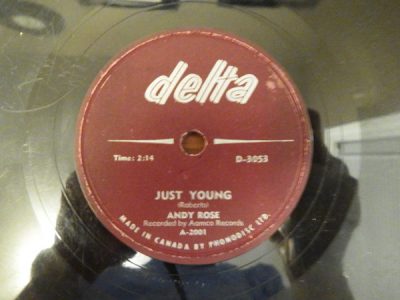 delta
Time: 2:14 D-3053
JUST YOUNG
(Roberts)
ANDY ROSE
Recorded by Aamco Records
A-2001
MADE IN CANADA BY PHONODISC LTD.